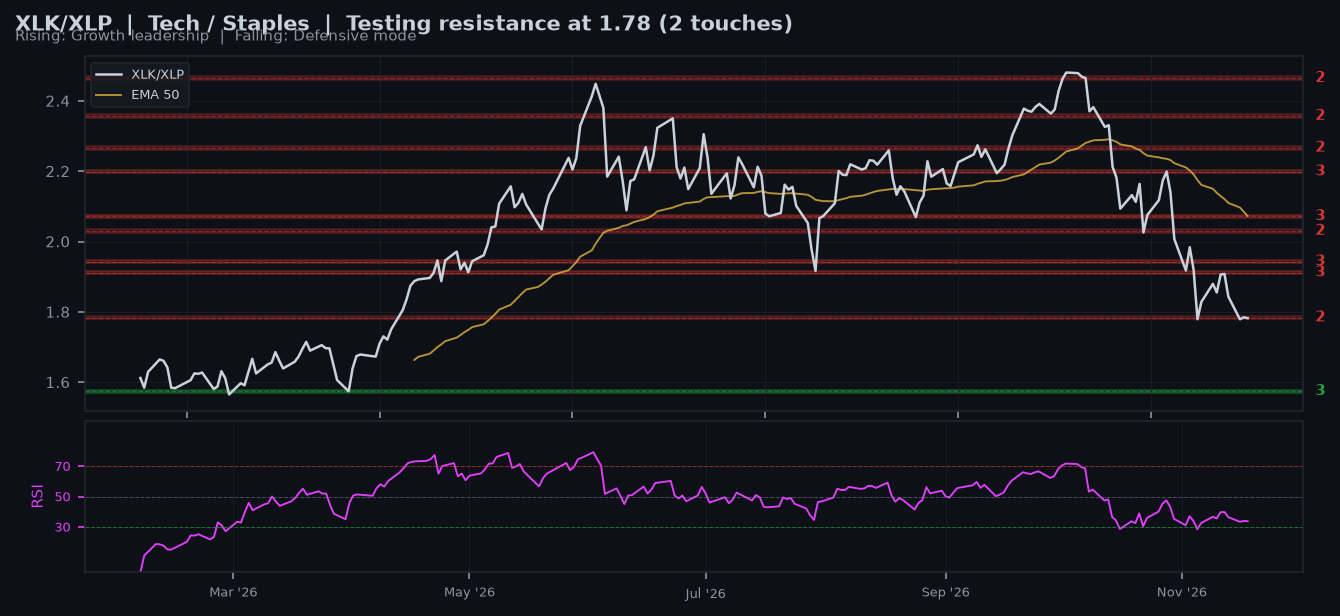 XLK/XLP | Tech / Staples | Testing resistance at 1.78 (2 touches)
Rising: Growth leadership | Falling: Defensive mode
XLK/XLP
EMA 50
2.4
2.2
2.0
1.8
1.6
2
2
2
3
3
2
3
3
2
3
RSI
70
50
30
Mar '26
May '26
Jul '26
Sep '26
Nov '26